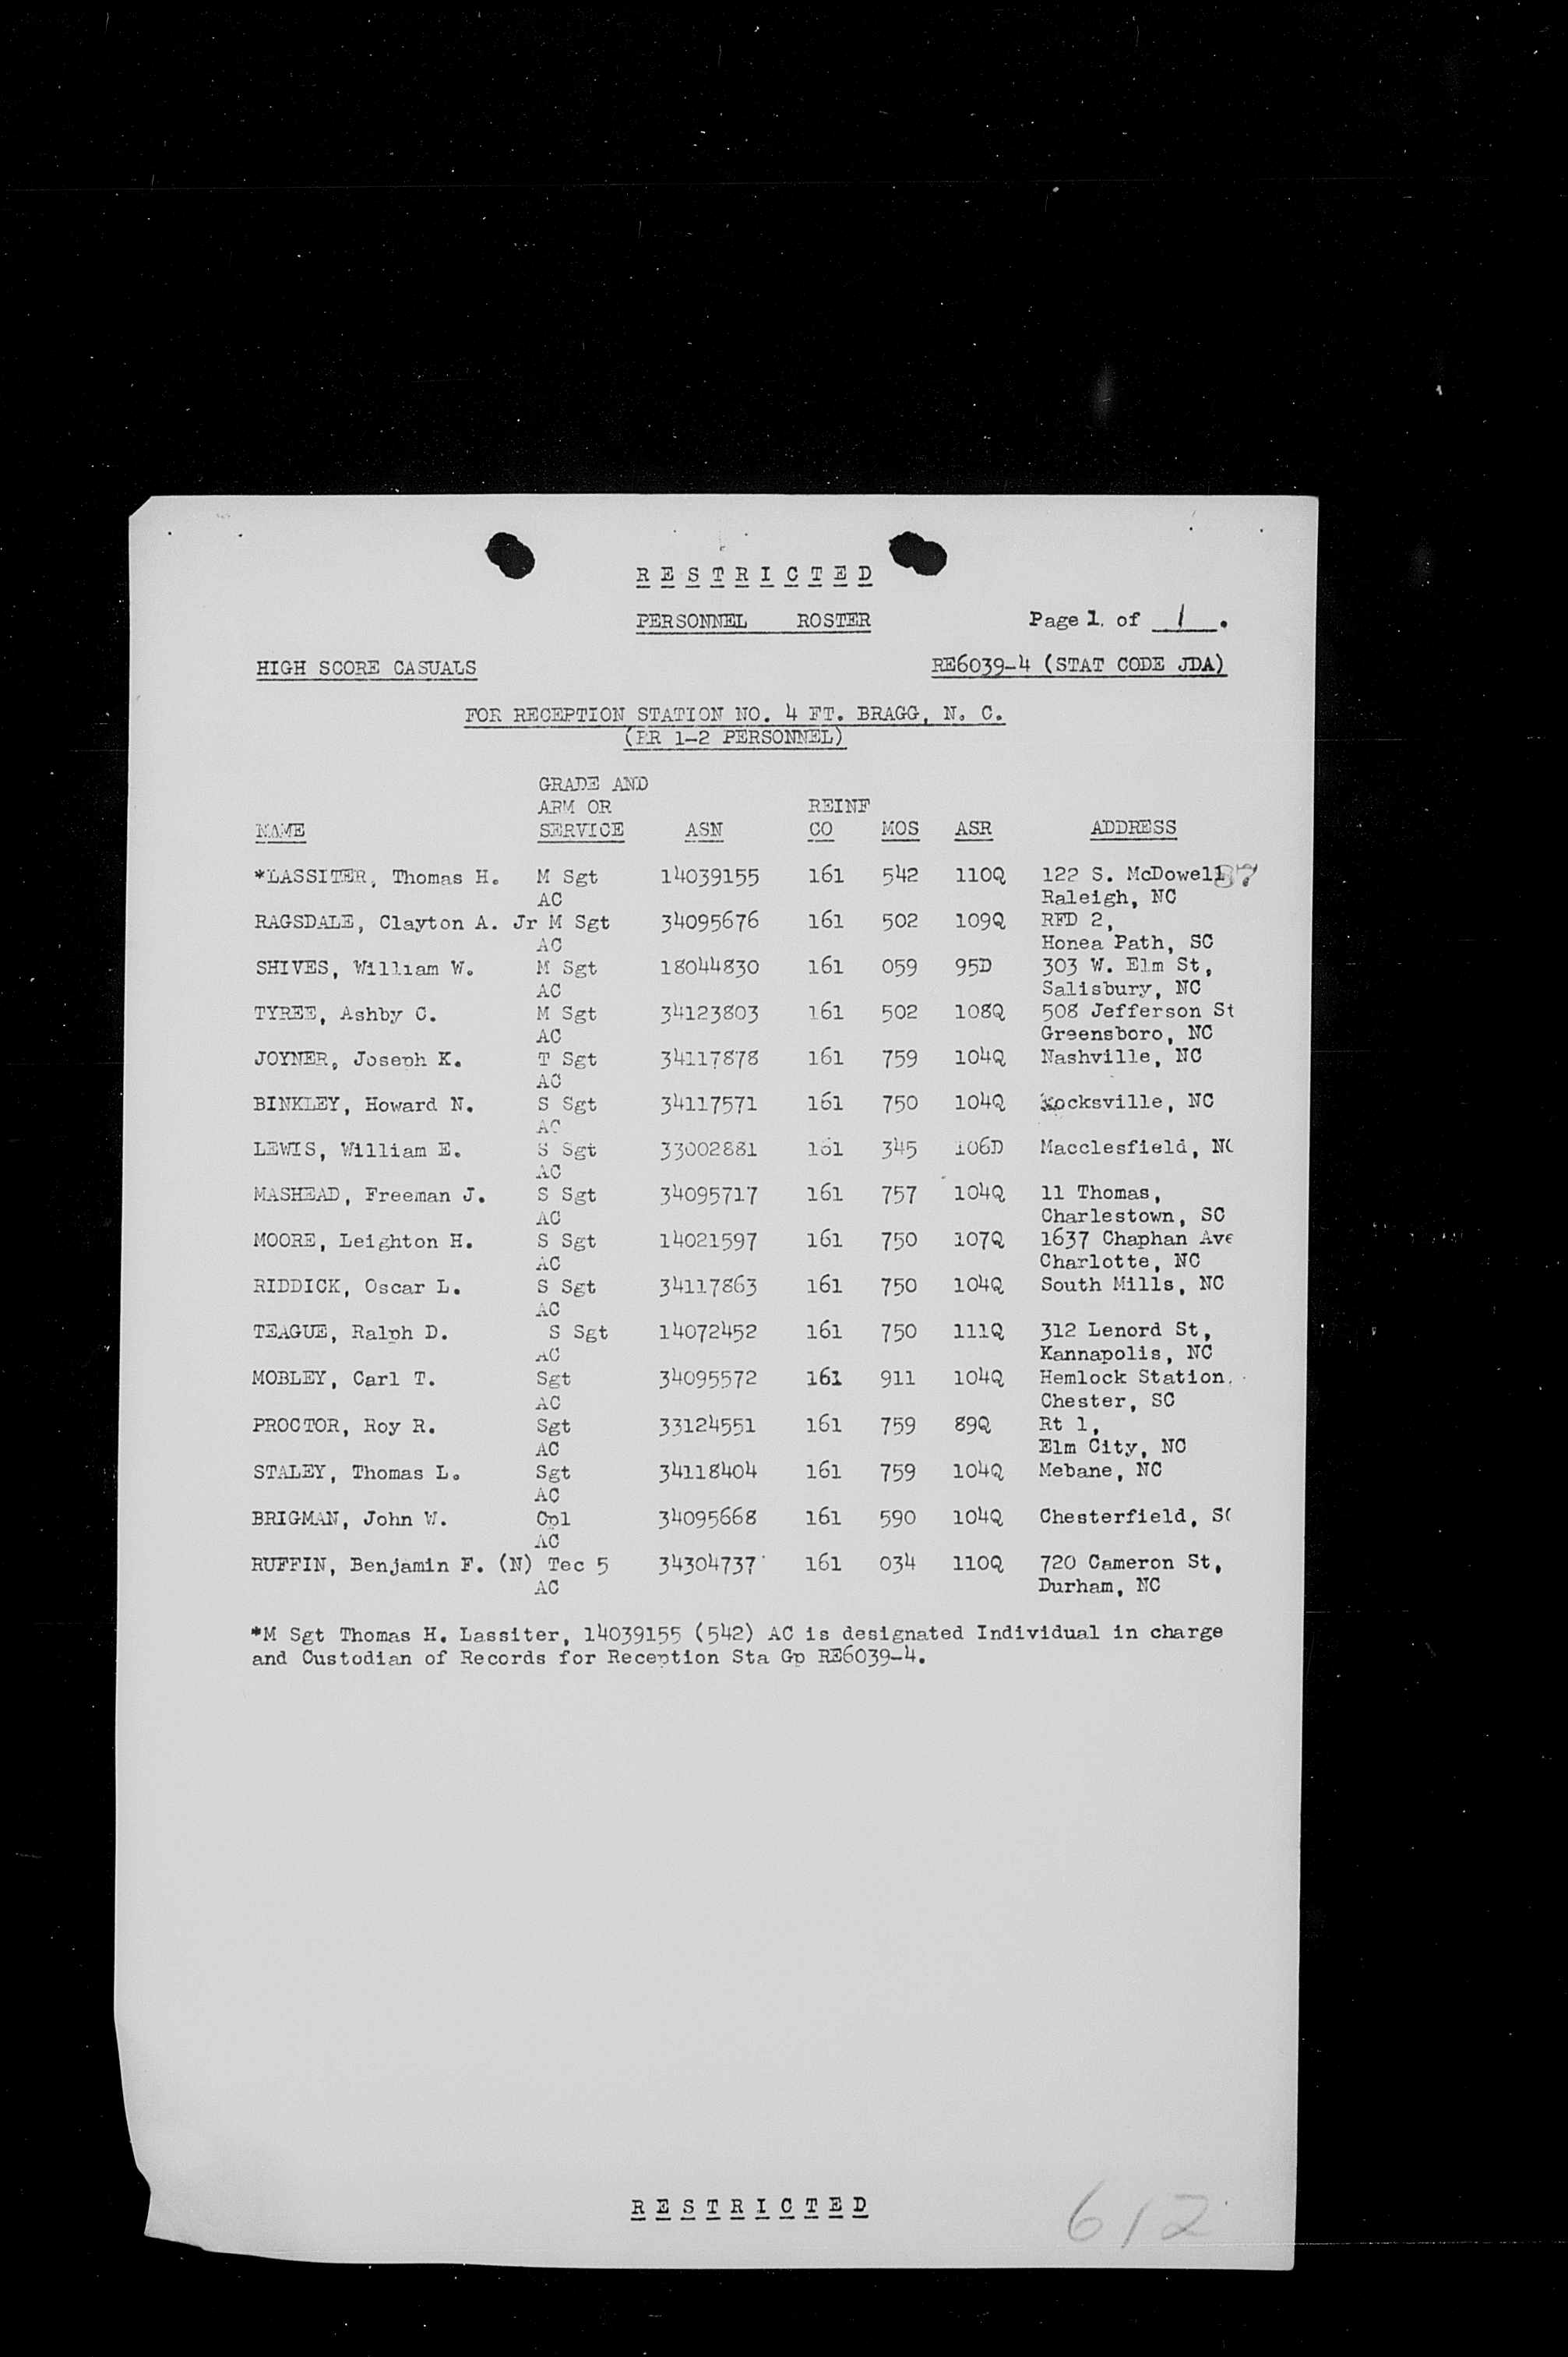 R E S T R I C T E D
PERSONNEL ROSTER Page 1. of 1.
HIGH SCORE CASUALS RE6039-4 (STAT CODE JDA)
FOR RECEPTION STATION NO. 4 FT. BRAGG, N. C.
(RR 1-2 PERSONNEL)
GRADE AND
ARM OR REINF
NAME SERVICE ASN CO MOS ASR ADDRESS
*LASSITER, Thomas H. M Sgt 14039155 161 542 110Q 122 S. McDowell 87
AC Raleigh, NC
RAGSDALE, Clayton A. Jr M Sgt 34095676 161 502 109Q RFD 2,
AC Honea Path, SC
SHIVES, William W. M Sgt 18044830 161 059 95D 303 W. Elm St,
AC Salisbury, NC
TYREE, Ashby C. M Sgt 34123803 161 502 108Q 508 Jefferson St
AC Greensboro, NC
JOYNER, Joseph K. T Sgt 34117878 161 759 104Q Nashville, NC
AC
BINKLEY, Howard N. S Sgt 34117571 161 750 104Q Mocksville, NC
AC
LEWIS, William E. S Sgt 33002881 161 345 106D Macclesfield, NC
AC
MASHEAD, Freeman J. S Sgt 34095717 161 757 104Q 11 Thomas,
AC Charlestown, SC
MOORE, Leighton H. S Sgt 14021597 161 750 107Q 1637 Chaphan Ave
AC Charlotte, NC
RIDDICK, Oscar L. S Sgt 34117863 161 750 104Q South Mills, NC
AC
TEAGUE, Ralph D. S Sgt 14072452 161 750 111Q 312 Lenord St,
AC Kannapolis, NC
MOBLEY, Carl T. Sgt 34095572 161 911 104Q Hemlock Station,
AC Chester, SC
PROCTOR, Roy R. Sgt 33124551 161 759 89Q Rt 1,
AC Elm City, NC
STALEY, Thomas L. Sgt 34118404 161 759 104Q Mebane, NC
AC
BRIGMAN, John W. Cpl 34095668 161 590 104Q Chesterfield, SC
AC
RUFFIN, Benjamin F. (N) Tec 5 34304737 161 034 110Q 720 Cameron St,
AC Durham, NC
*M Sgt Thomas H. Lassiter, 14039155 (542) AC is designated Individual in charge
and Custodian of Records for Reception Sta Gp RE6039-4.
R E S T R I C T E D
612